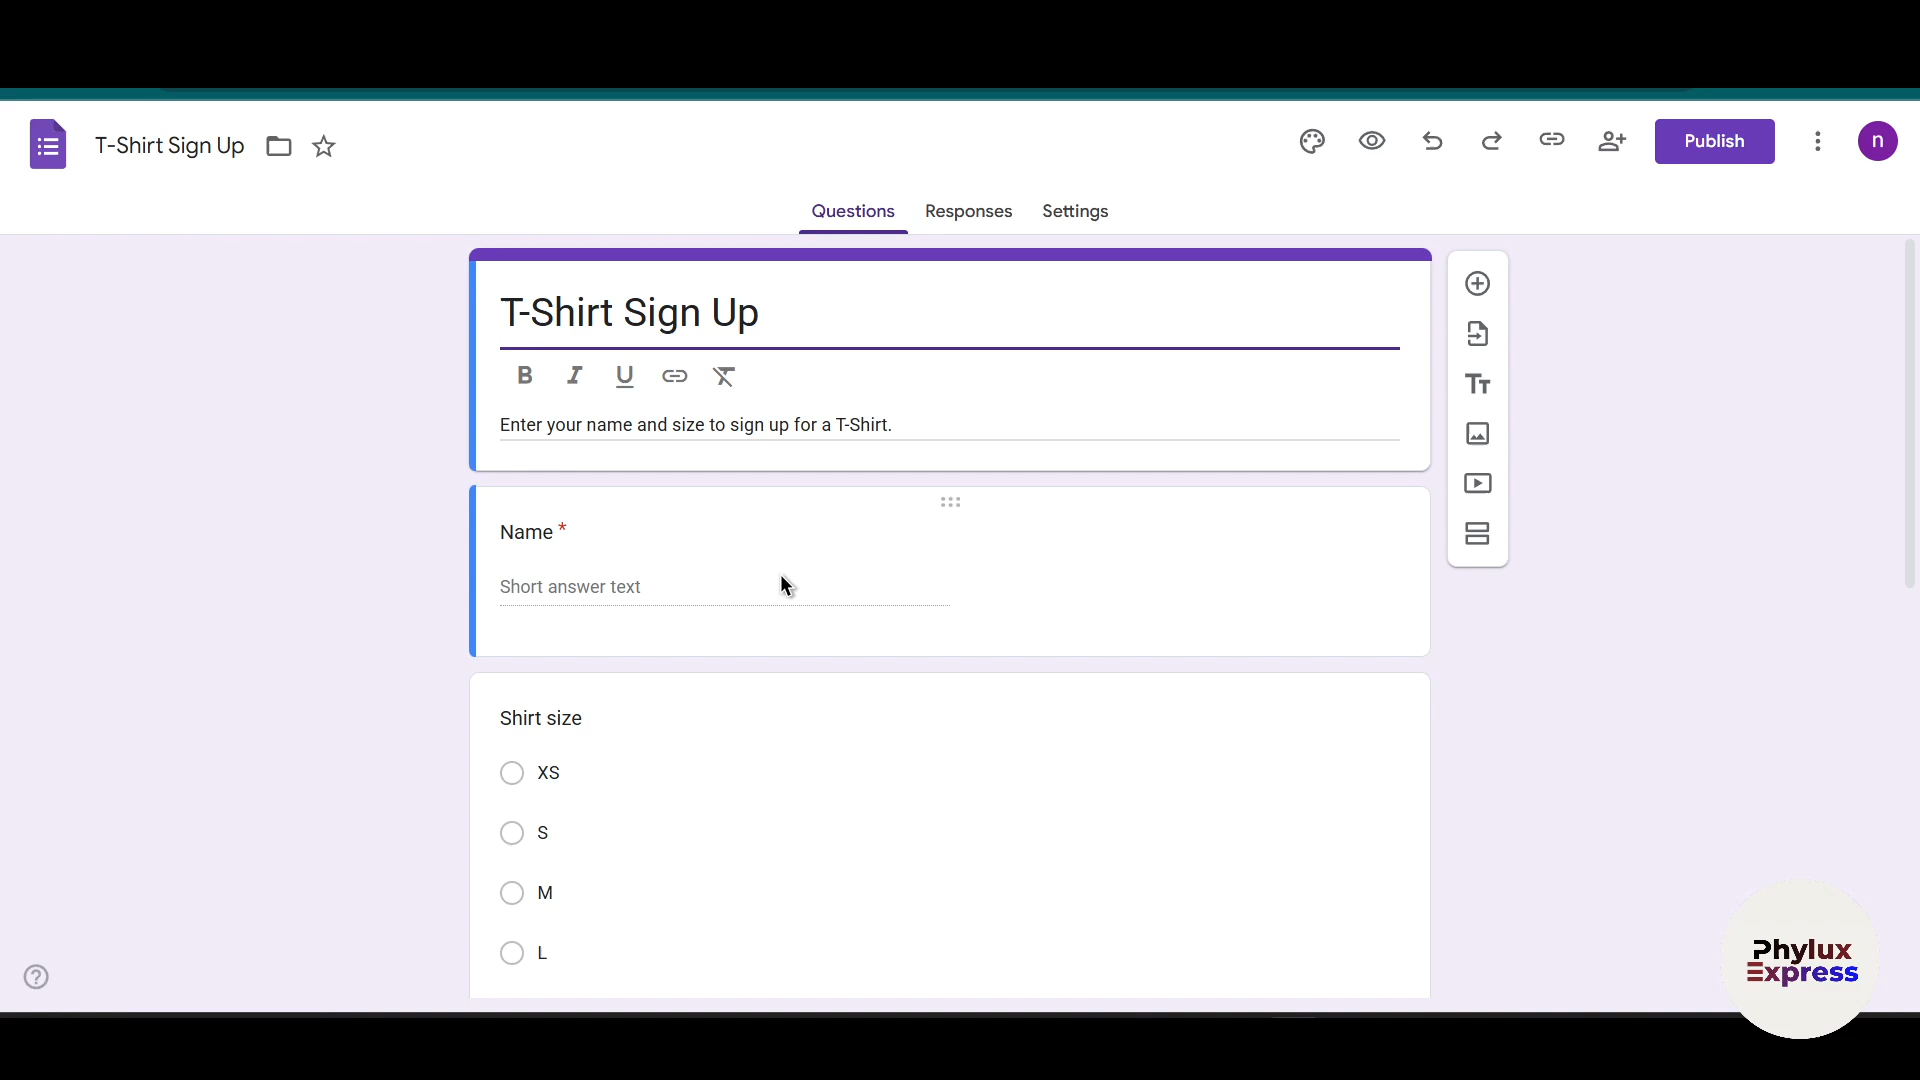 T-Shirt Sign Up
Publish
n
Questions Responses Settings
T-Shirt Sign Up
B I U
Enter your name and size to sign up for a T-Shirt.
Name *
Short answer text
Shirt size
XS
S
M
L
Phylux
Express